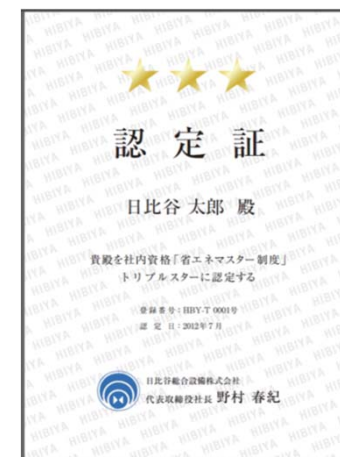 認定証
日比谷 太郎 殿
貴殿を社内資格「省エネマスター制度」
トリプルスターに認定する
登録番号：HBY-T 0001号
認定日：2012年7月
日比谷総合設備株式会社
代表取締役社長 野村 春紀